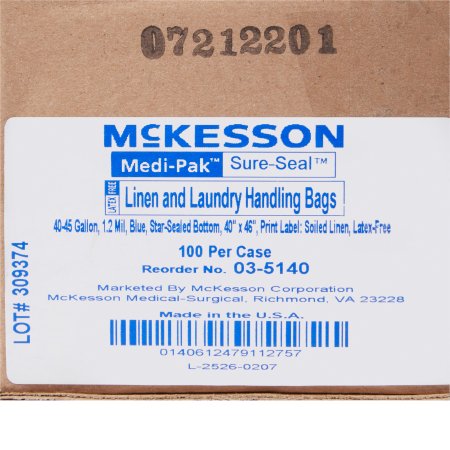 07212201
McKESSON
Medi-Pak™ Sure-Seal™
LATEX FREE Linen and Laundry Handling Bags
40-45 Gallon, 1.2 Mil, Blue, Star-Sealed Bottom, 40" x 46", Print Label: Soiled Linen, Latex-Free
100 Per Case
Reorder No. 03-5140
Marketed By McKesson Corporation
McKesson Medical-Surgical, Richmond, VA 23228
Made in the U.S.A.
0140612479112757
L-2526-0207
LOT# 309374